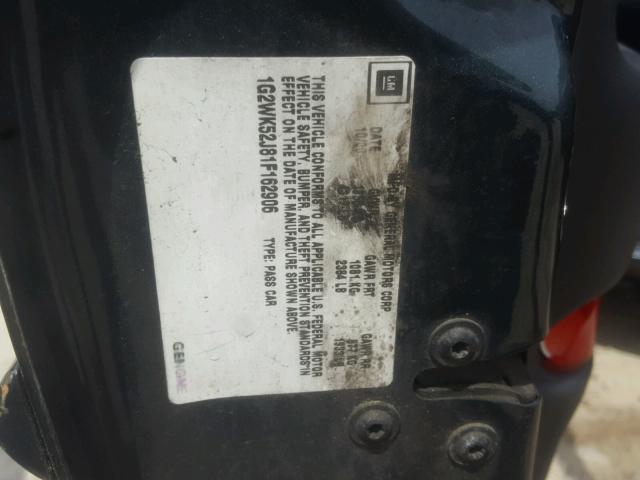 GM
GENERAL MOTORS CORP
DATE GAWR FRT GAWR RR
1081 KG
2384 LB
THIS VEHICLE CONFORMS TO ALL APPLICABLE U.S. FEDERAL MOTOR
VEHICLE SAFETY, BUMPER, AND THEFT PREVENTION STANDARDS IN
EFFECT ON THE DATE OF MANUFACTURE SHOWN ABOVE.
1G2WK52J81F162906 TYPE: PASS CAR